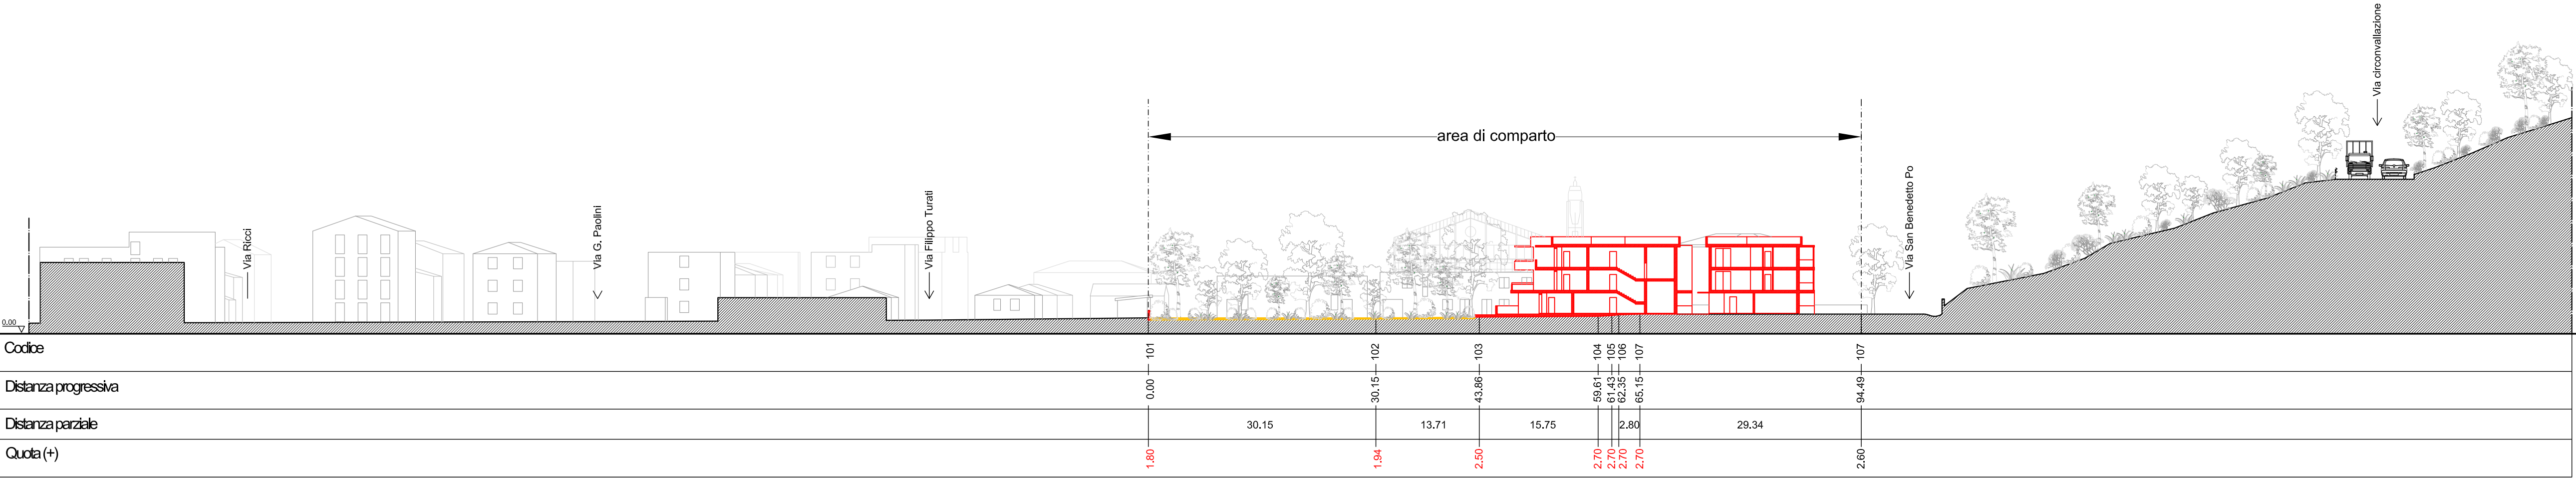 Via circonvallazione
area di comparto
Via Ricci
Via G. Paolini
Via Filippo Turati
Via San Benedetto Po
0.00
Codice 101 102 103 104 105 106 107 107
Distanza progressiva 0.00 30.15 43.86 59.61 61.43 62.35 65.15 94.49
Distanza parziale 30.15 13.71 15.75 2.80 29.34
Quota (+) 1.80 1.94 2.50 2.70 2.70 2.70 2.70 2.60